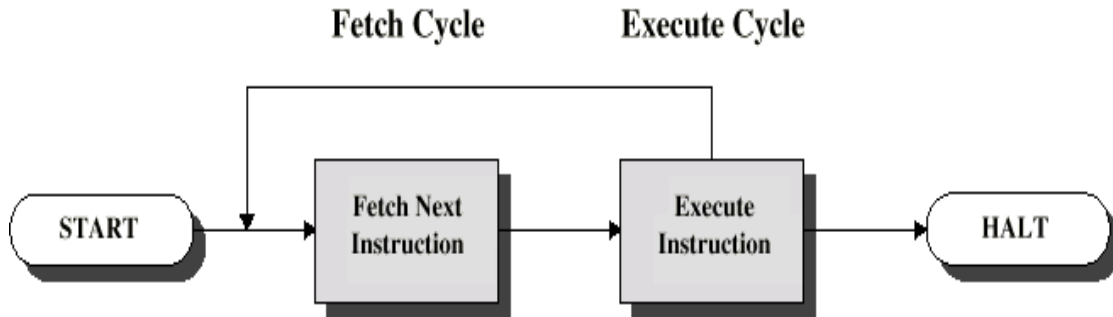 Fetch Cycle
Execute Cycle
START
Fetch Next
Instruction
Execute
Instruction
HALT